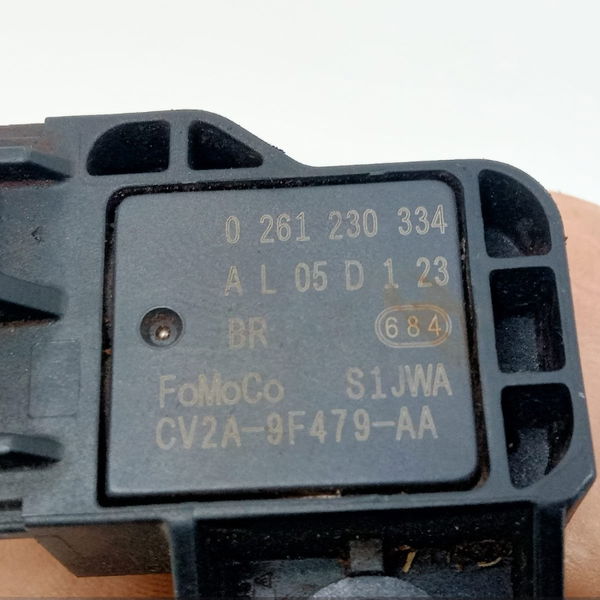 0 261 230 334
A L 05 D 1 23
BR 684
FoMoCo S1JWA
CV2A-9F479-AA